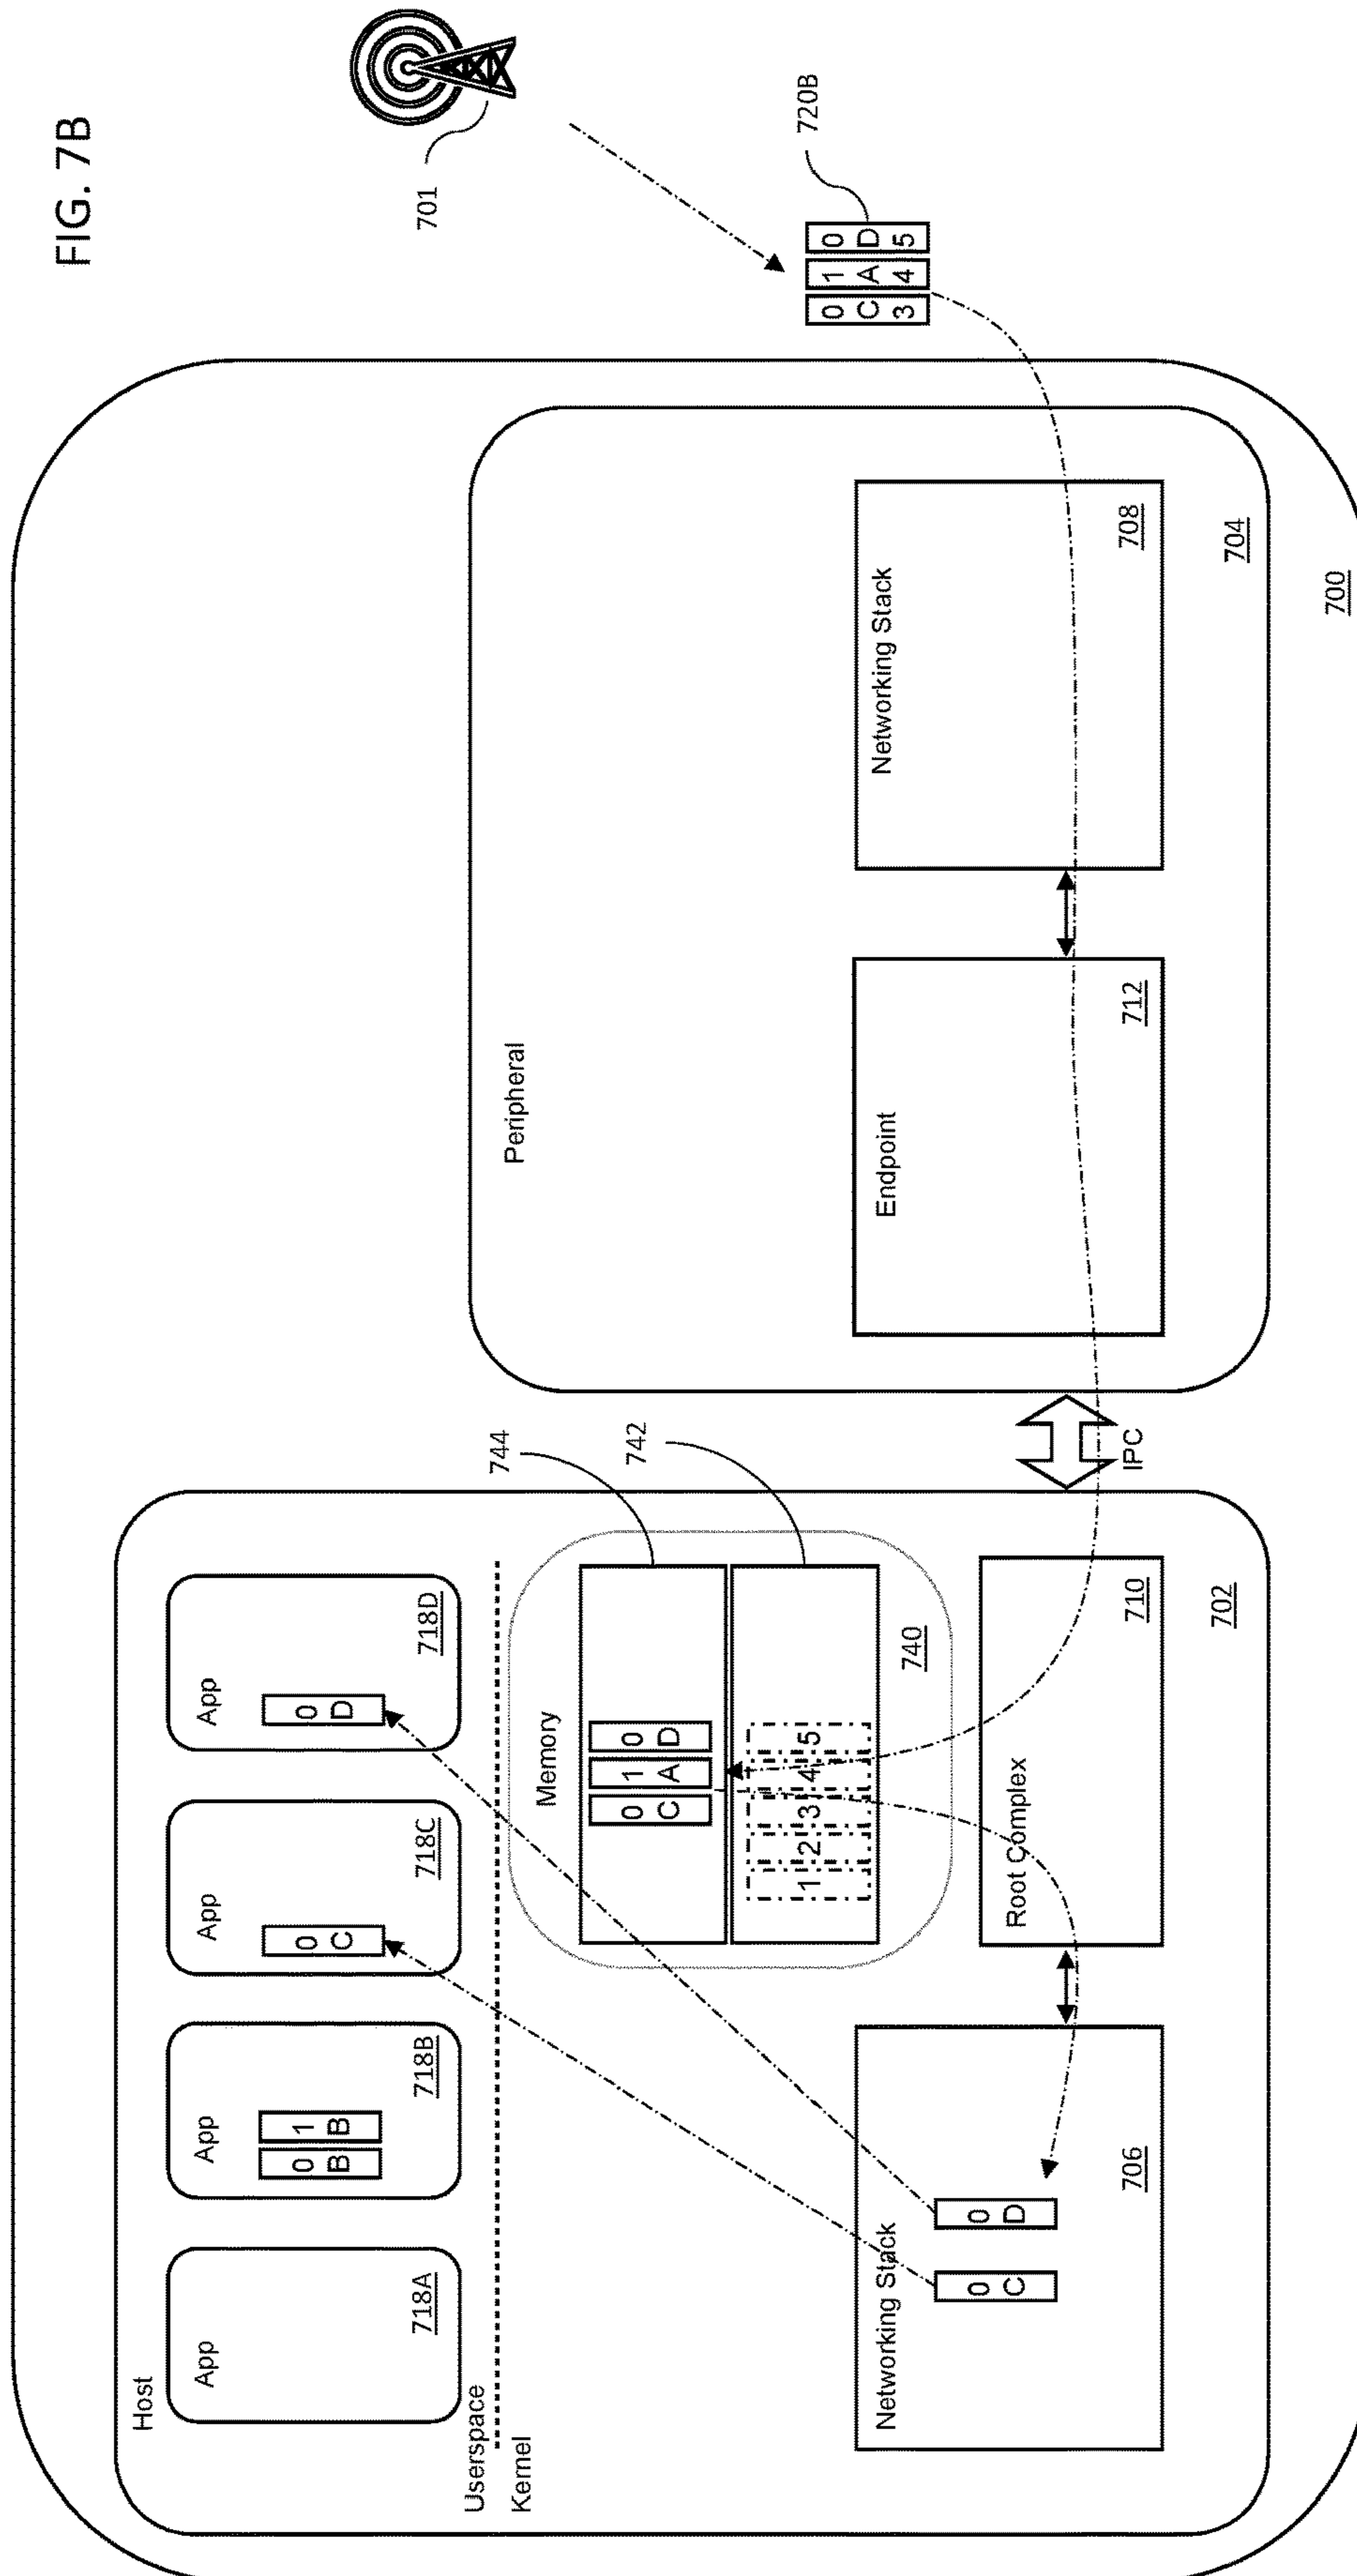 FIG. 7B
701
720B
0 1 0
C A D
3 4 5
Host
App
718A
App
0 1
B B
718B
App
0
C
718C
App
0
D
718D
Userspace
Kernel
Memory
0 1 0
C A D
744
1 2 3 4 5
742
740
Networking Stack
0 0
C D
706
Root Complex
710
702
IPC
Peripheral
Endpoint
712
Networking Stack
708
704
700